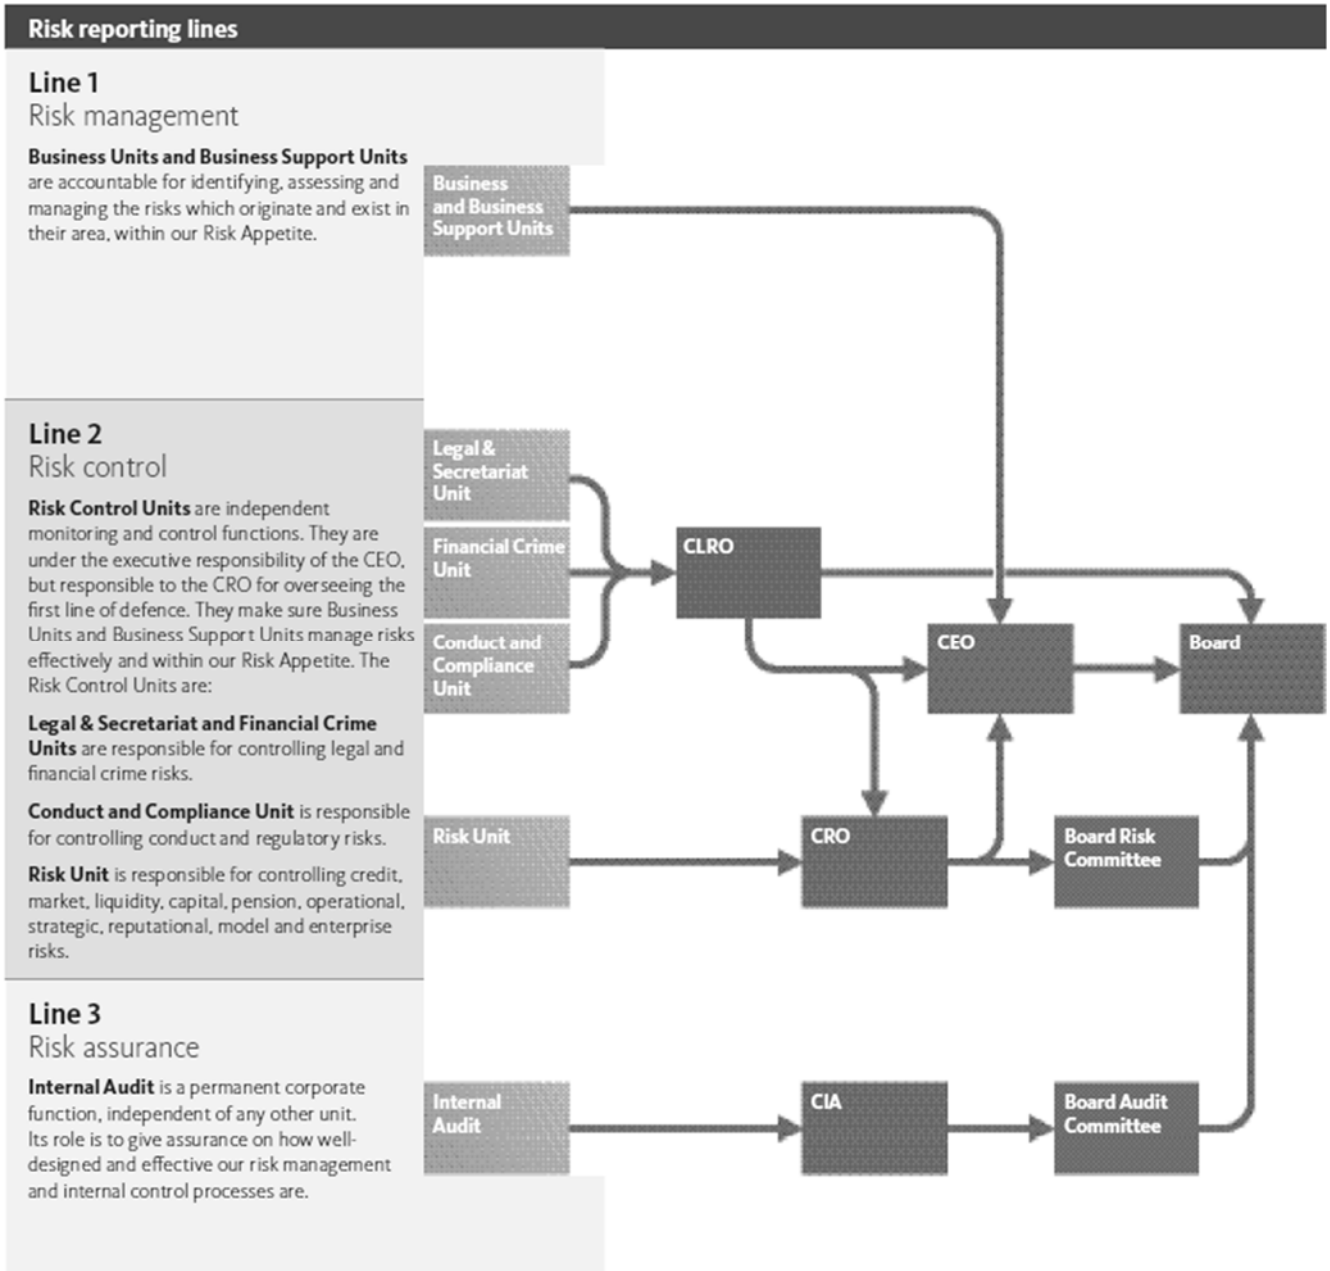 Risk reporting lines
Line 1
Risk management
Business Units and Business Support Units
are accountable for identifying, assessing and
managing the risks which originate and exist in
their area, within our Risk Appetite.
Business
and Business
Support Units
Line 2
Risk control
Risk Control Units are independent
monitoring and control functions. They are
under the executive responsibility of the CEO,
but responsible to the CRO for overseeing the
first line of defence. They make sure Business
Units and Business Support Units manage risks
effectively and within our Risk Appetite. The
Risk Control Units are:
Legal & Secretariat and Financial Crime
Units are responsible for controlling legal and
financial crime risks.
Conduct and Compliance Unit is responsible
for controlling conduct and regulatory risks.
Risk Unit is responsible for controlling credit,
market, liquidity, capital, pension, operational,
strategic, reputational, model and enterprise
risks.
Legal &
Secretariat
Unit
Financial Crime
Unit
Conduct and
Compliance
Unit
CLRO
CEO
Board
Risk Unit
CRO
Board Risk
Committee
Line 3
Risk assurance
Internal Audit is a permanent corporate
function, independent of any other unit.
Its role is to give assurance on how well-
designed and effective our risk management
and internal control processes are.
Internal
Audit
CIA
Board Audit
Committee